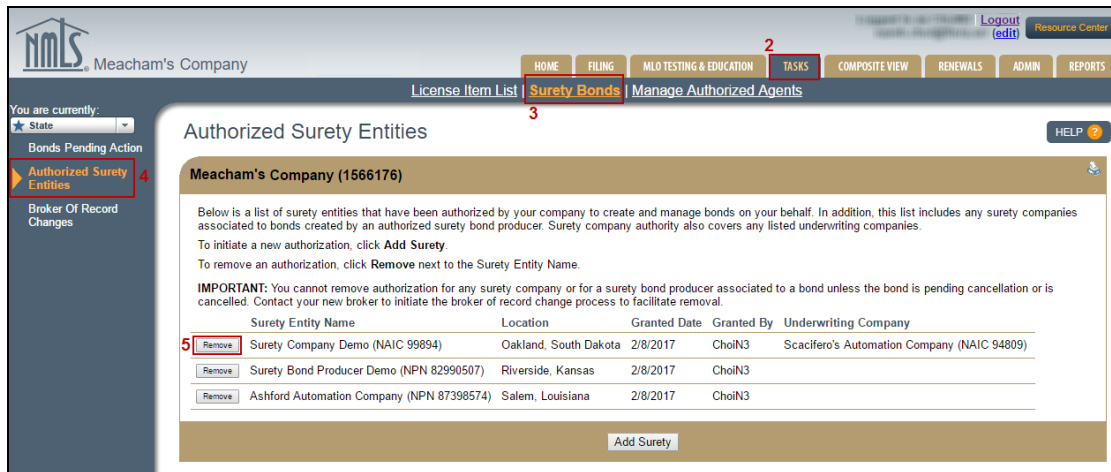 Logout
(edit)
Resource Center
NMLS® Meacham's Company
2
HOME FILING MLO TESTING & EDUCATION TASKS COMPOSITE VIEW RENEWALS ADMIN REPORTS
License Item List | Surety Bonds | Manage Authorized Agents
3
You are currently:
State
Bonds Pending Action
Authorized Surety
Entities
4
Broker Of Record
Changes
Authorized Surety Entities
HELP ?
Meacham's Company (1566176)
Below is a list of surety entities that have been authorized by your company to create and manage bonds on your behalf. In addition, this list includes any surety companies
associated to bonds created by an authorized surety bond producer. Surety company authority also covers any listed underwriting companies.
To initiate a new authorization, click Add Surety.
To remove an authorization, click Remove next to the Surety Entity Name.
IMPORTANT: You cannot remove authorization for any surety company or for a surety bond producer associated to a bond unless the bond is pending cancellation or is
cancelled. Contact your new broker to initiate the broker of record change process to facilitate removal.
Surety Entity Name Location Granted Date Granted By Underwriting Company
5 Remove Surety Company Demo (NAIC 99894) Oakland, South Dakota 2/8/2017 ChoiN3 Scacifero's Automation Company (NAIC 94809)
Remove Surety Bond Producer Demo (NPN 82990507) Riverside, Kansas 2/8/2017 ChoiN3
Remove Ashford Automation Company (NPN 87398574) Salem, Louisiana 2/8/2017 ChoiN3
Add Surety